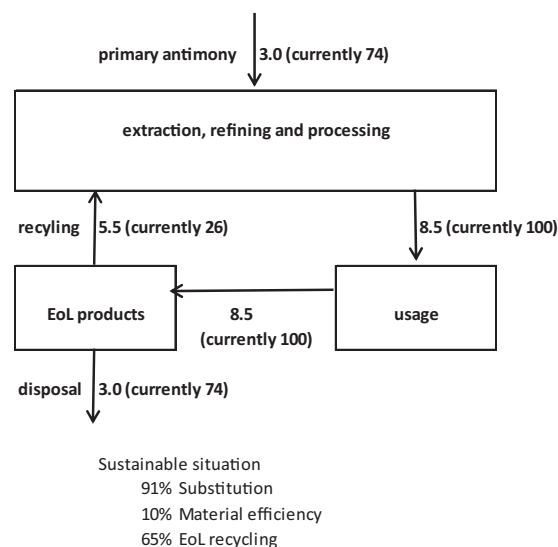 primary antimony 3.0 (currently 74)
extraction, refining and processing
recyling 5.5 (currently 26)
8.5 (currently 100)
EoL products
8.5
(currently 100)
usage
disposal 3.0 (currently 74)
Sustainable situation
91% Substitution
10% Material efficiency
65% EoL recycling